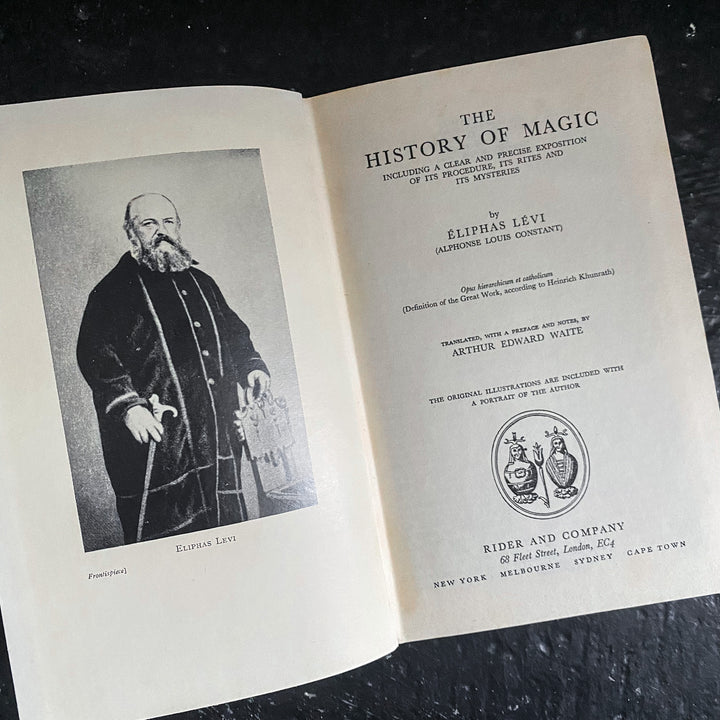 ELIPHAS LEVI
Frontispiece]
THE
HISTORY OF MAGIC
INCLUDING A CLEAR AND PRECISE EXPOSITION
OF ITS PROCEDURE, ITS RITES AND
ITS MYSTERIES
by
ÉLIPHAS LÉVI
(ALPHONSE LOUIS CONSTANT)
Opus hierarchicum et catholicum
(Definition of the Great Work, according to Heinrich Khunrath)
TRANSLATED, WITH A PREFACE AND NOTES, BY
ARTHUR EDWARD WAITE
THE ORIGINAL ILLUSTRATIONS ARE INCLUDED WITH
A PORTRAIT OF THE AUTHOR
RIDER AND COMPANY
68 Fleet Street, London, EC4
NEW YORK MELBOURNE SYDNEY CAPE TOWN